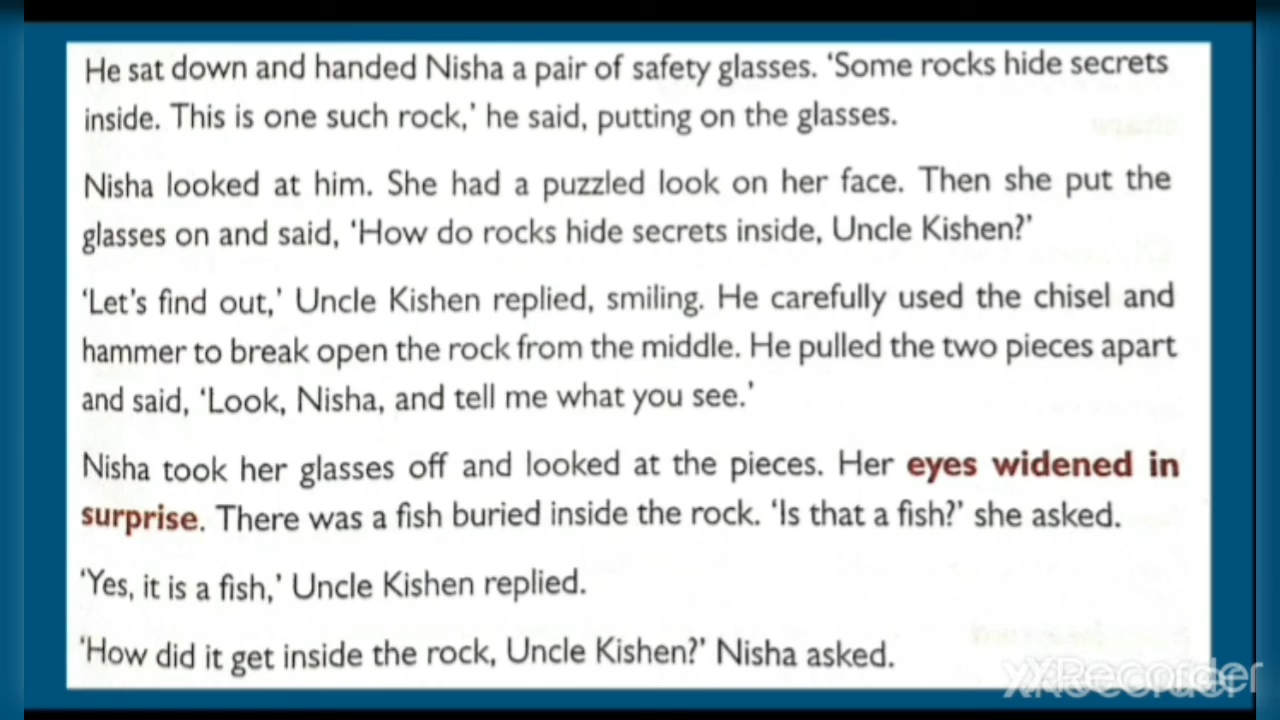 He sat down and handed Nisha a pair of safety glasses. ‘Some rocks hide secrets
inside. This is one such rock,’ he said, putting on the glasses.
Nisha looked at him. She had a puzzled look on her face. Then she put the
glasses on and said, ‘How do rocks hide secrets inside, Uncle Kishen?’
‘Let’s find out,’ Uncle Kishen replied, smiling. He carefully used the chisel and
hammer to break open the rock from the middle. He pulled the two pieces apart
and said, ‘Look, Nisha, and tell me what you see.’
Nisha took her glasses off and looked at the pieces. Her eyes widened in
surprise. There was a fish buried inside the rock. ‘Is that a fish?’ she asked.
‘Yes, it is a fish,’ Uncle Kishen replied.
‘How did it get inside the rock, Uncle Kishen?’ Nisha asked.
XRecorder